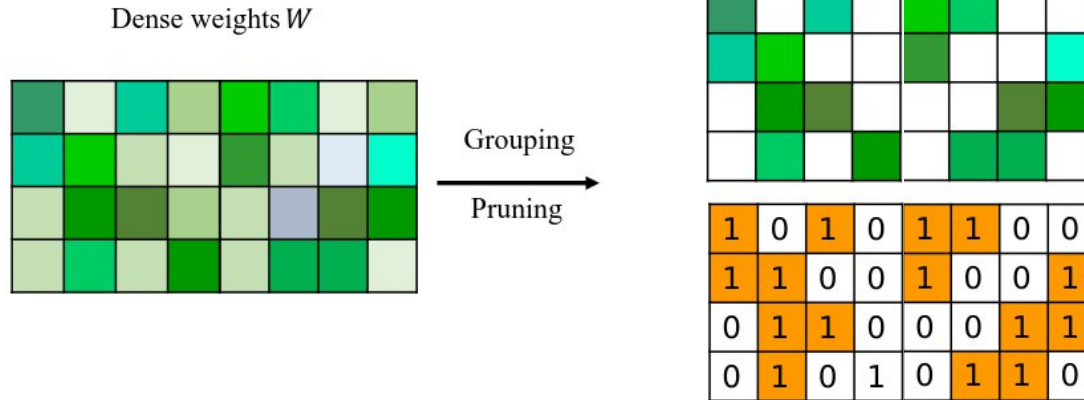 Dense weights W
Grouping
Pruning
1 0 1 0 1 1 0 0
1 1 0 0 1 0 0 1
0 1 1 0 0 0 1 1
0 1 0 1 0 1 1 0